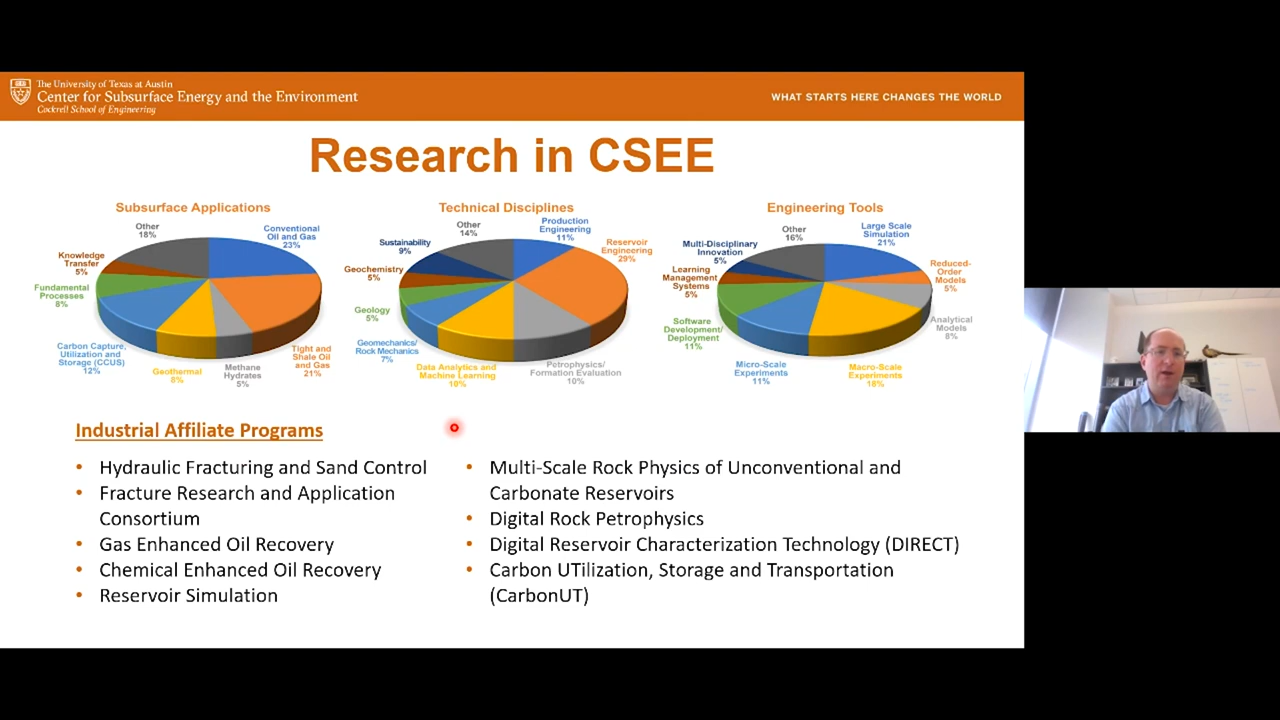 The University of Texas at Austin
Center for Subsurface Energy and the Environment
Cockrell School of Engineering
WHAT STARTS HERE CHANGES THE WORLD
Research in CSEE
Subsurface Applications
Other
18%
Conventional
Oil and Gas
23%
Knowledge
Transfer
5%
Fundamental
Processes
8%
Carbon Capture,
Utilization and
Storage (CCUS)
12%
Geothermal
8%
Methane
Hydrates
5%
Tight and
Shale Oil
and Gas
21%
Technical Disciplines
Other
14%
Production
Engineering
11%
Sustainability
9%
Reservoir
Engineering
29%
Geochemistry
5%
Geology
5%
Geomechanics/
Rock Mechanics
7%
Data Analytics and
Machine Learning
10%
Petrophysics/
Formation Evaluation
10%
Engineering Tools
Other
16%
Large Scale
Simulation
21%
Multi-Disciplinary
Innovation
5%
Reduced-
Order
Models
5%
Learning
Management
Systems
5%
Analytical
Models
8%
Software
Development/
Deployment
11%
Micro-Scale
Experiments
11%
Macro-Scale
Experiments
18%
Industrial Affiliate Programs
• Hydraulic Fracturing and Sand Control
• Fracture Research and Application
Consortium
• Gas Enhanced Oil Recovery
• Chemical Enhanced Oil Recovery
• Reservoir Simulation
• Multi-Scale Rock Physics of Unconventional and
Carbonate Reservoirs
• Digital Rock Petrophysics
• Digital Reservoir Characterization Technology (DIRECT)
• Carbon UTilization, Storage and Transportation
(CarbonUT)